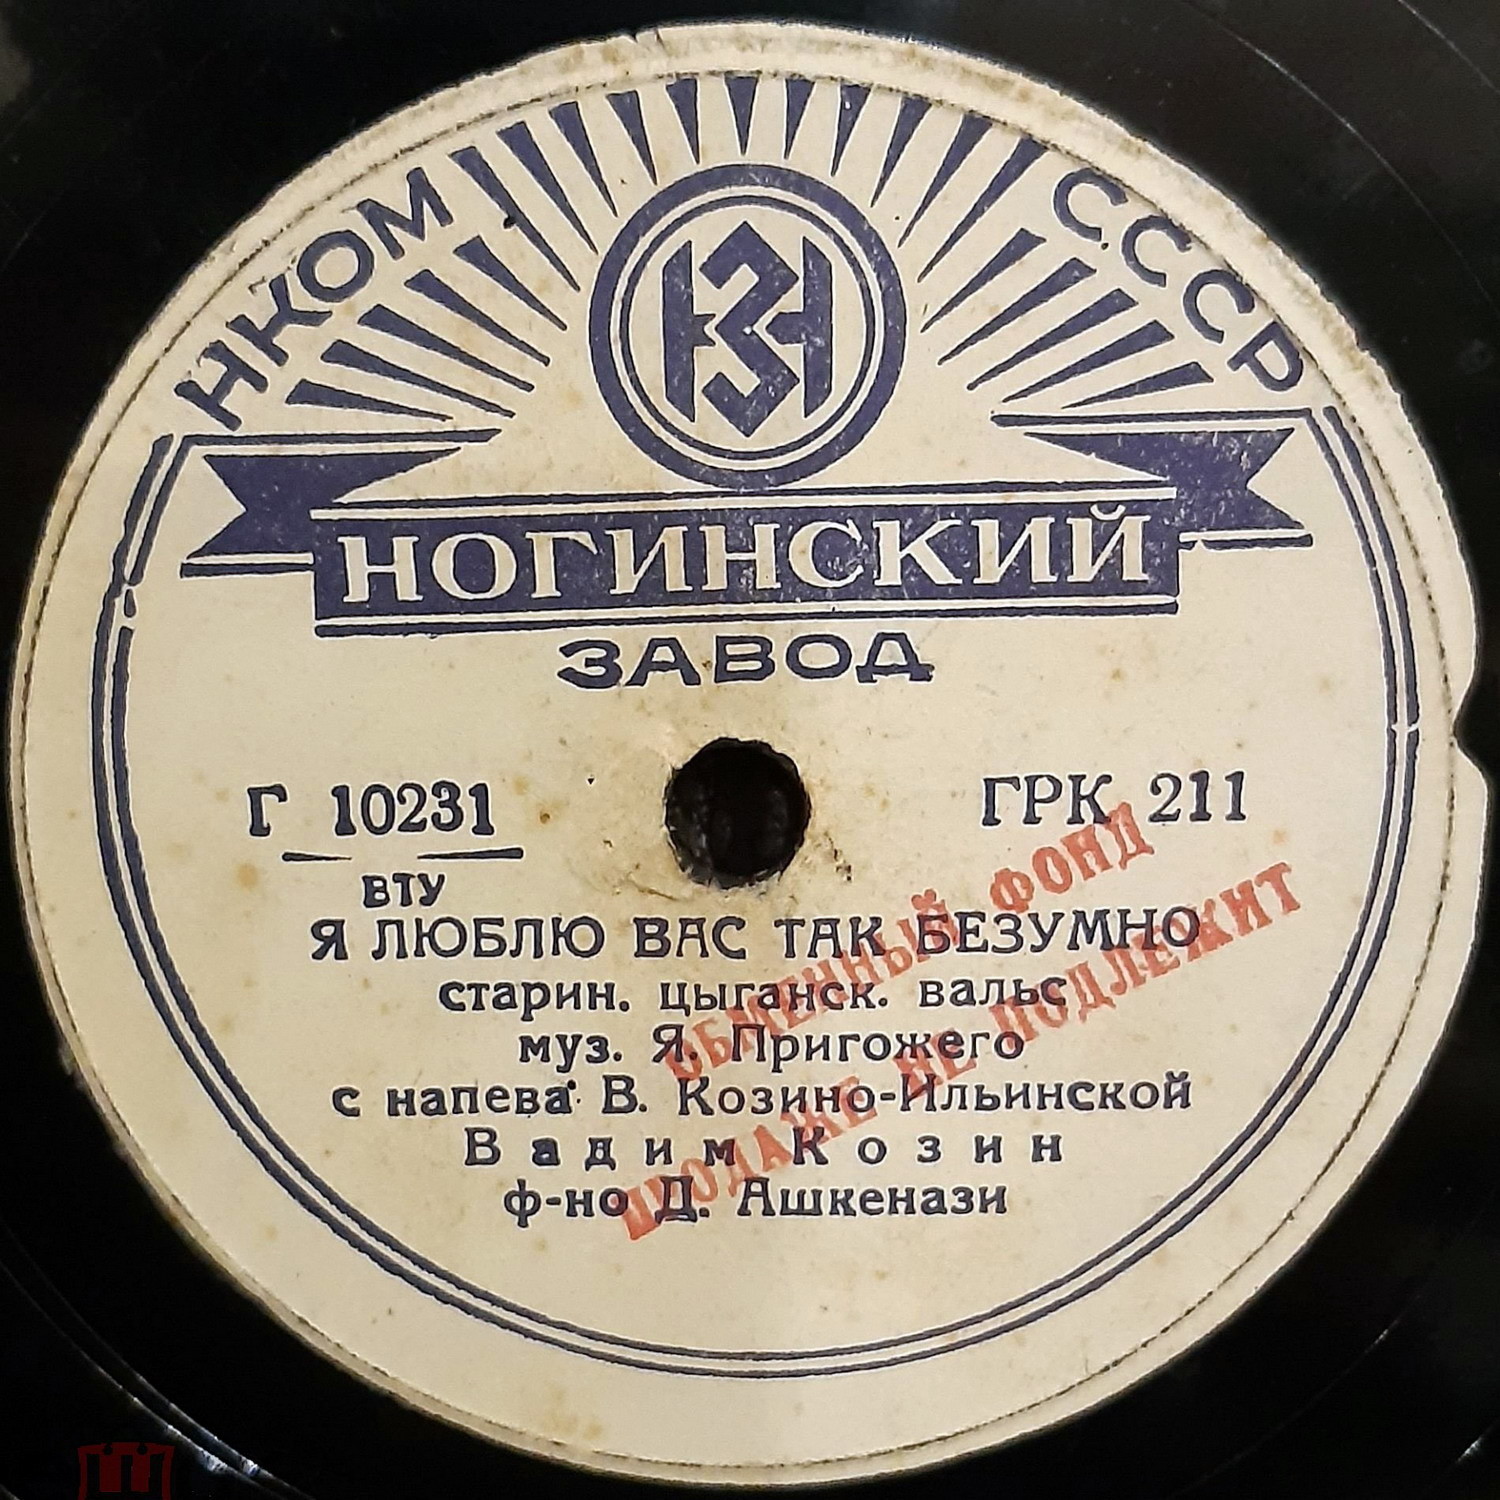 НКОМ СССР
НЗ
НОГИНСКИЙ
ЗАВОД
Г 10231 ГРК 211
ВТУ
Я ЛЮБЛЮ ВАС ТАК БЕЗУМНО
старин. цыганск. вальс
муз. Я. Пригожего
с напева В. Козино-Ильинской
Вадим Козин
ф-но Д. Ашкенази
ОБМЕННЫЙ ФОНД
ПРОДАЖЕ НЕ ПОДЛЕЖИТ